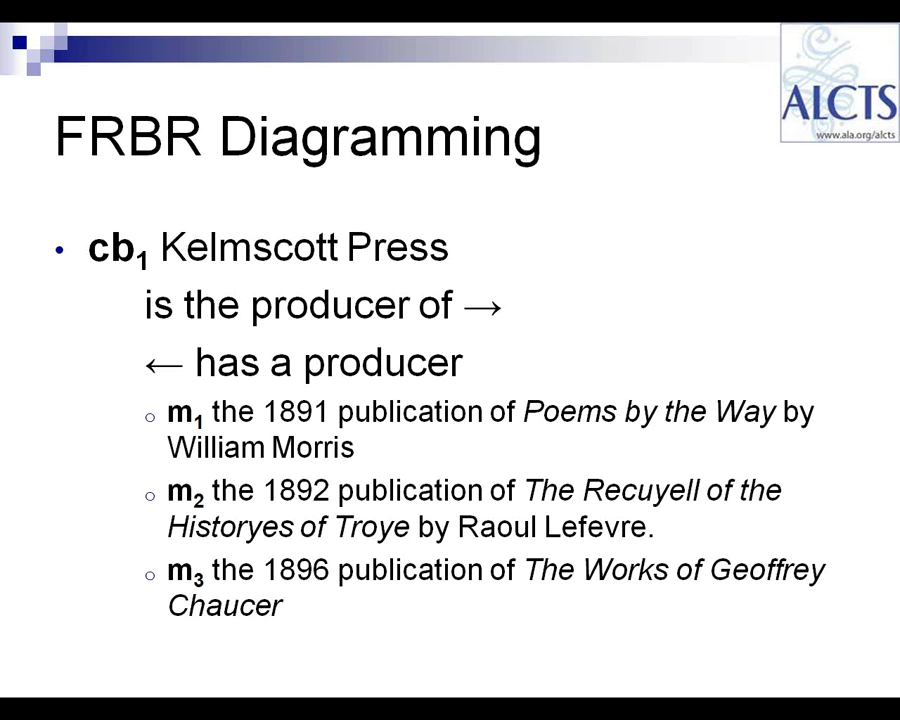 ALCTS
www.ala.org/alcts
FRBR Diagramming
• cb1 Kelmscott Press
is the producer of →
← has a producer
o m1 the 1891 publication of Poems by the Way by
William Morris
o m2 the 1892 publication of The Recuyell of the
Historyes of Troye by Raoul Lefevre.
o m3 the 1896 publication of The Works of Geoffrey
Chaucer